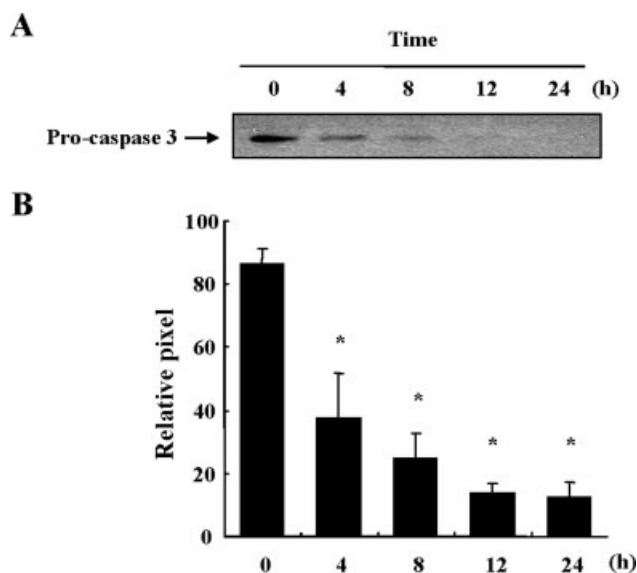 A
Time
0 4 8 12 24 (h)
Pro-caspase 3
B
Relative pixel
100
80
60
40
20
0
* * * *
0 4 8 12 24 (h)